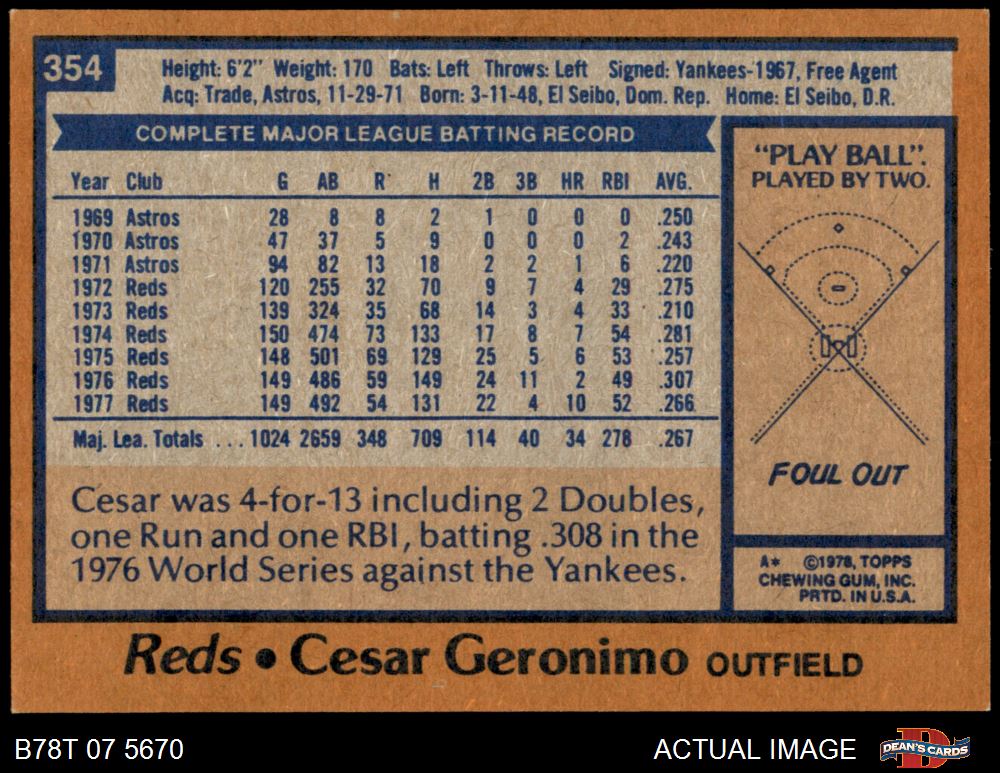 354
Height: 6'2" Weight: 170 Bats: Left Throws: Left Signed: Yankees-1967, Free Agent
Acq: Trade, Astros, 11-29-71 Born: 3-11-48, El Seibo, Dom. Rep. Home: El Seibo, D.R.
COMPLETE MAJOR LEAGUE BATTING RECORD
Year Club G AB R H 2B 3B HR RBI AVG.
1969 Astros 28 8 8 2 1 0 0 0 .250
1970 Astros 47 37 5 9 0 0 0 2 .243
1971 Astros 94 82 13 18 2 2 1 6 .220
1972 Reds 120 255 32 70 9 7 4 29 .275
1973 Reds 139 324 35 68 14 3 4 33 .210
1974 Reds 150 474 73 133 17 8 7 54 .281
1975 Reds 148 501 69 129 25 5 6 53 .257
1976 Reds 149 486 59 149 24 11 2 49 .307
1977 Reds 149 492 54 131 22 4 10 52 .266
Maj. Lea. Totals ... 1024 2659 348 709 114 40 34 278 .267
Cesar was 4-for-13 including 2 Doubles,
one Run and one RBI, batting .308 in the
1976 World Series against the Yankees.
"PLAY BALL".
PLAYED BY TWO.
FOUL OUT
A* ©1978, TOPPS
CHEWING GUM, INC.
PRTD. IN U.S.A.
Reds • Cesar Geronimo OUTFIELD
B78T 07 5670
ACTUAL IMAGE
DEAN'S CARDS